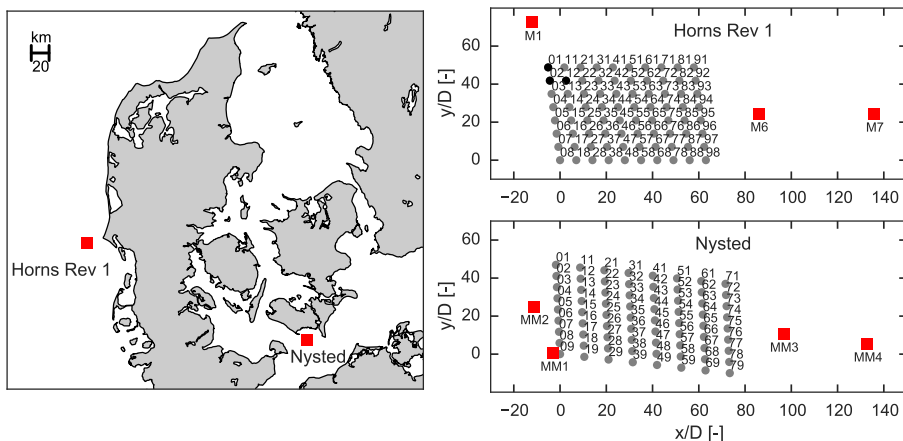 km
20
Horns Rev 1
Nysted
Horns Rev 1
M1
60
40
20
0
y/D [-]
01 11 21 31 41 51 61 71 81 91
02 12 22 32 42 52 62 72 82 92
03 13 23 33 43 53 63 73 83 93
04 14 24 34 44 54 64 74 84 94
05 15 25 35 45 55 65 75 85 95
06 16 26 36 46 56 66 76 86 96
07 17 27 37 47 57 67 77 87 97
08 18 28 38 48 58 68 78 88 98
M6
M7
−20 0 20 40 60 80 100 120 140
Nysted
60
40
20
0
y/D [-]
01 11 21 31 41 51 61 71
02 12 22 32 42 52 62 72
03 13 23 33 43 53 63 73
04 14 24 34 44 54 64 74
05 15 25 35 45 55 65 75
06 16 26 36 46 56 66 76
07 17 27 37 47 57 67 77
08 18 28 38 48 58 68 78
09 19 29 39 49 59 69 79
MM2
MM1
MM3
MM4
−20 0 20 40 60 80 100 120 140
x/D [-]